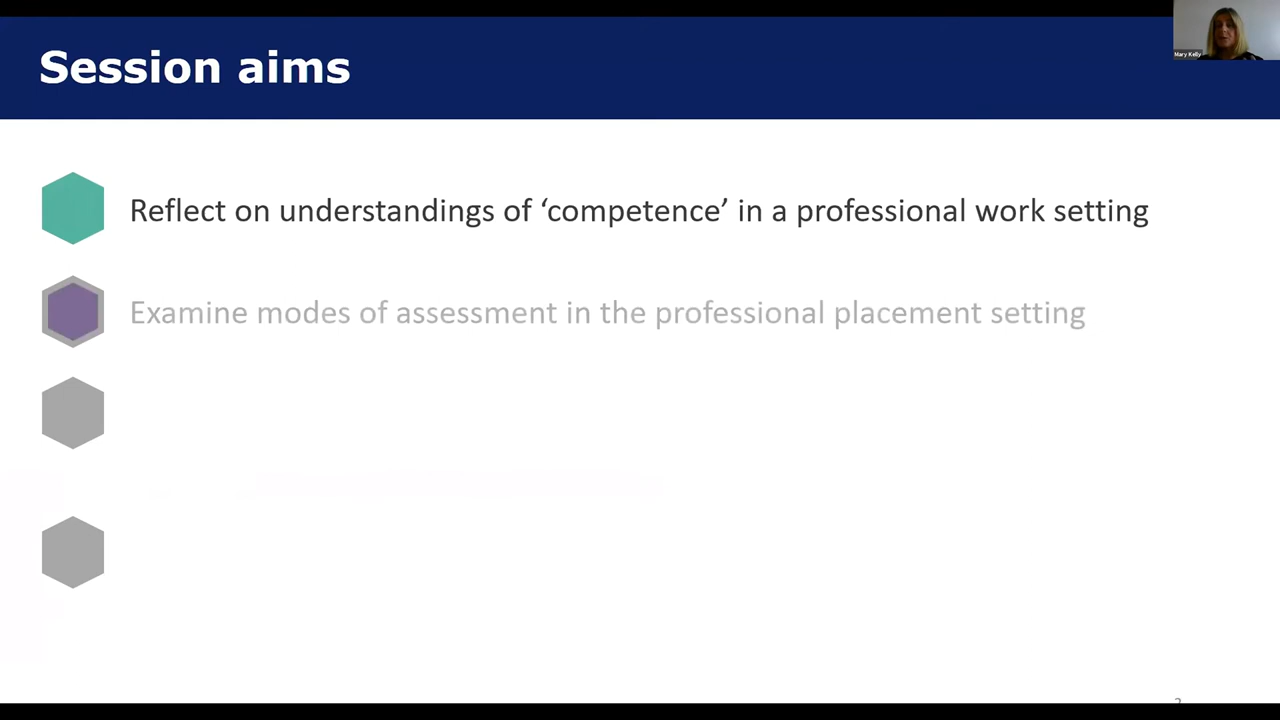 Session aims
Mary Kelly
Reflect on understandings of ‘competence’ in a professional work setting
Examine modes of assessment in the professional placement setting